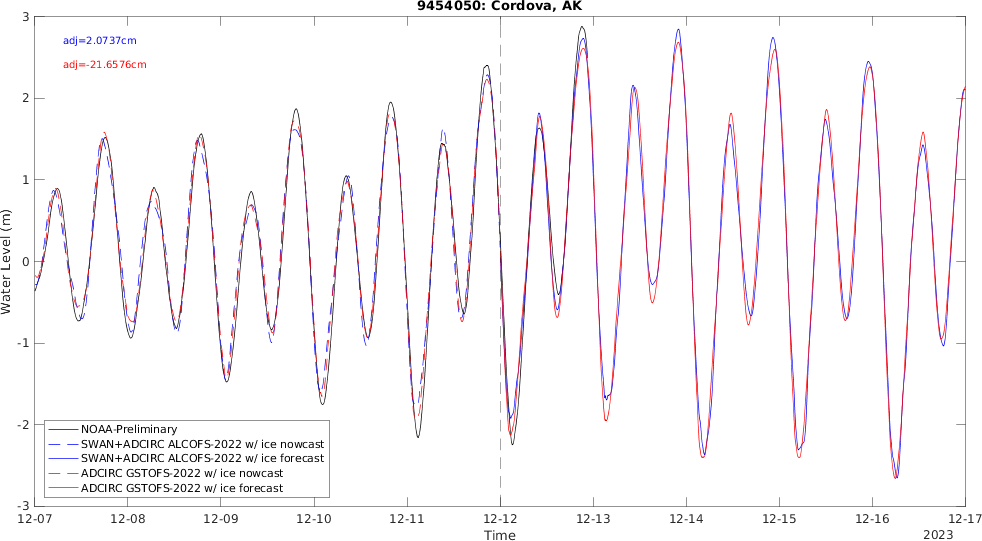 9454050: Cordova, AK
adj=2.0737cm
adj=-21.6576cm
Water Level (m)
3
2
1
0
-1
-2
-3
NOAA-Preliminary
SWAN+ADCIRC ALCOFS-2022 w/ ice nowcast
SWAN+ADCIRC ALCOFS-2022 w/ ice forecast
ADCIRC GSTOFS-2022 w/ ice nowcast
ADCIRC GSTOFS-2022 w/ ice forecast
12-07 12-08 12-09 12-10 12-11 12-12 12-13 12-14 12-15 12-16 12-17
Time
2023